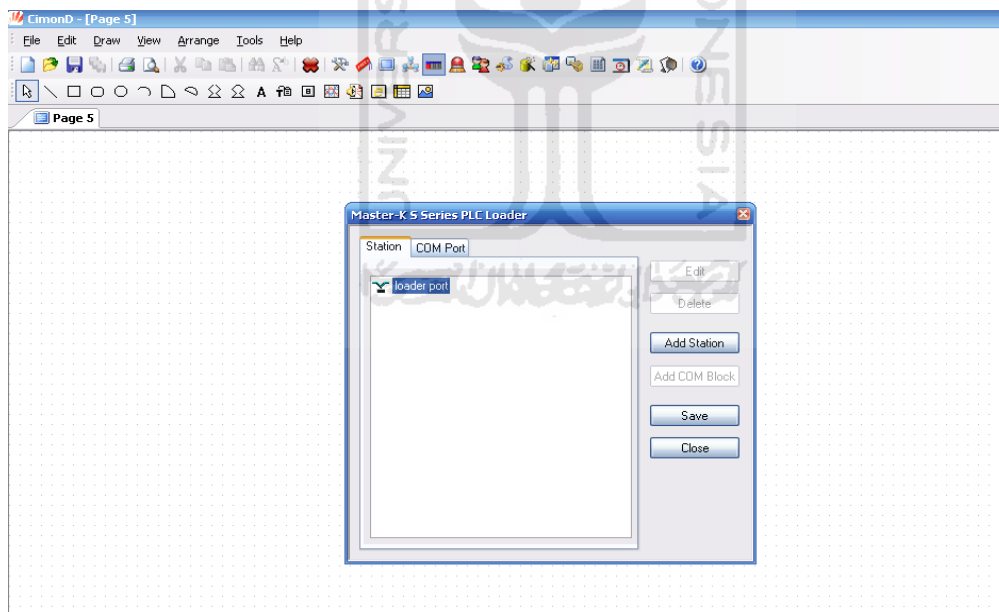 CimonD - [Page 5]
File Edit Draw View Arrange Tools Help
A
Page 5
Master-K S Series PLC Loader
Station COM Port
loader port
Edit
Delete
Add Station
Add COM Block
Save
Close